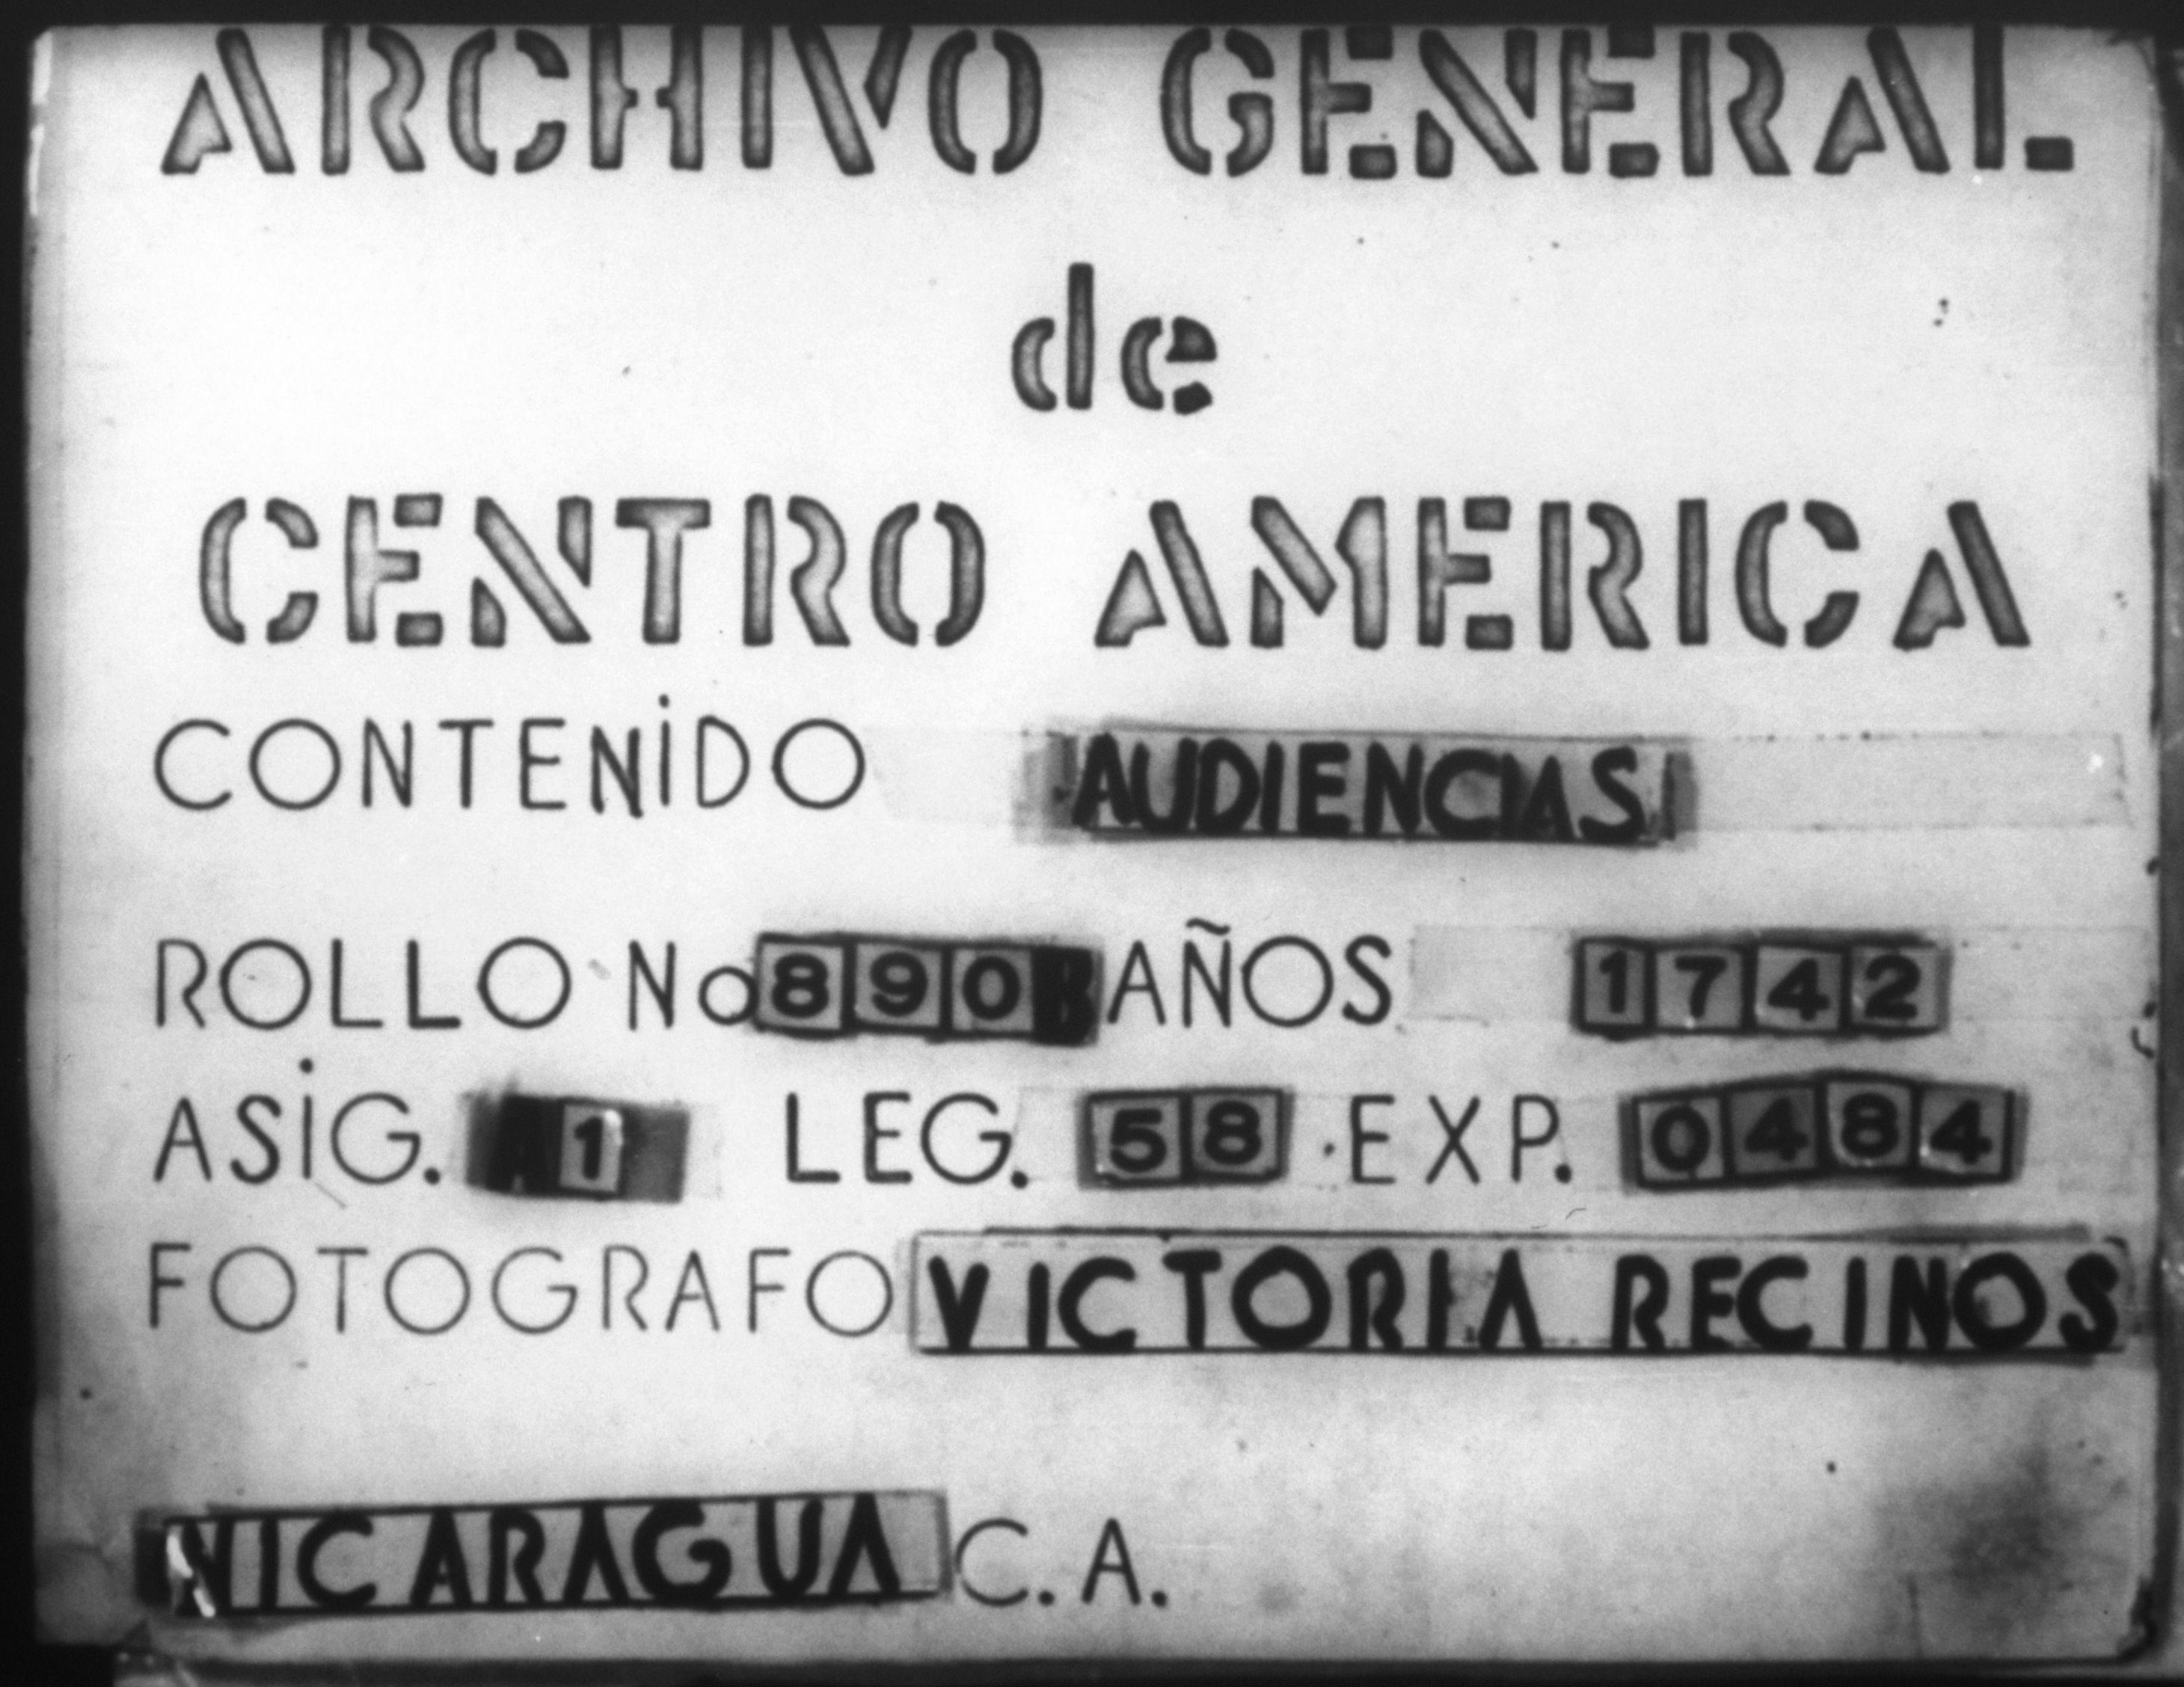 ARCHIVO GENERAL
de
CENTRO AMERICA
CONTENIDO AUDIENCIAS
ROLLO No 890B AÑOS 1742
ASIG. A1 LEG. 58 EXP. 0484
FOTOGRAFO VICTORIA RECINOS
NICARAGUA C.A.